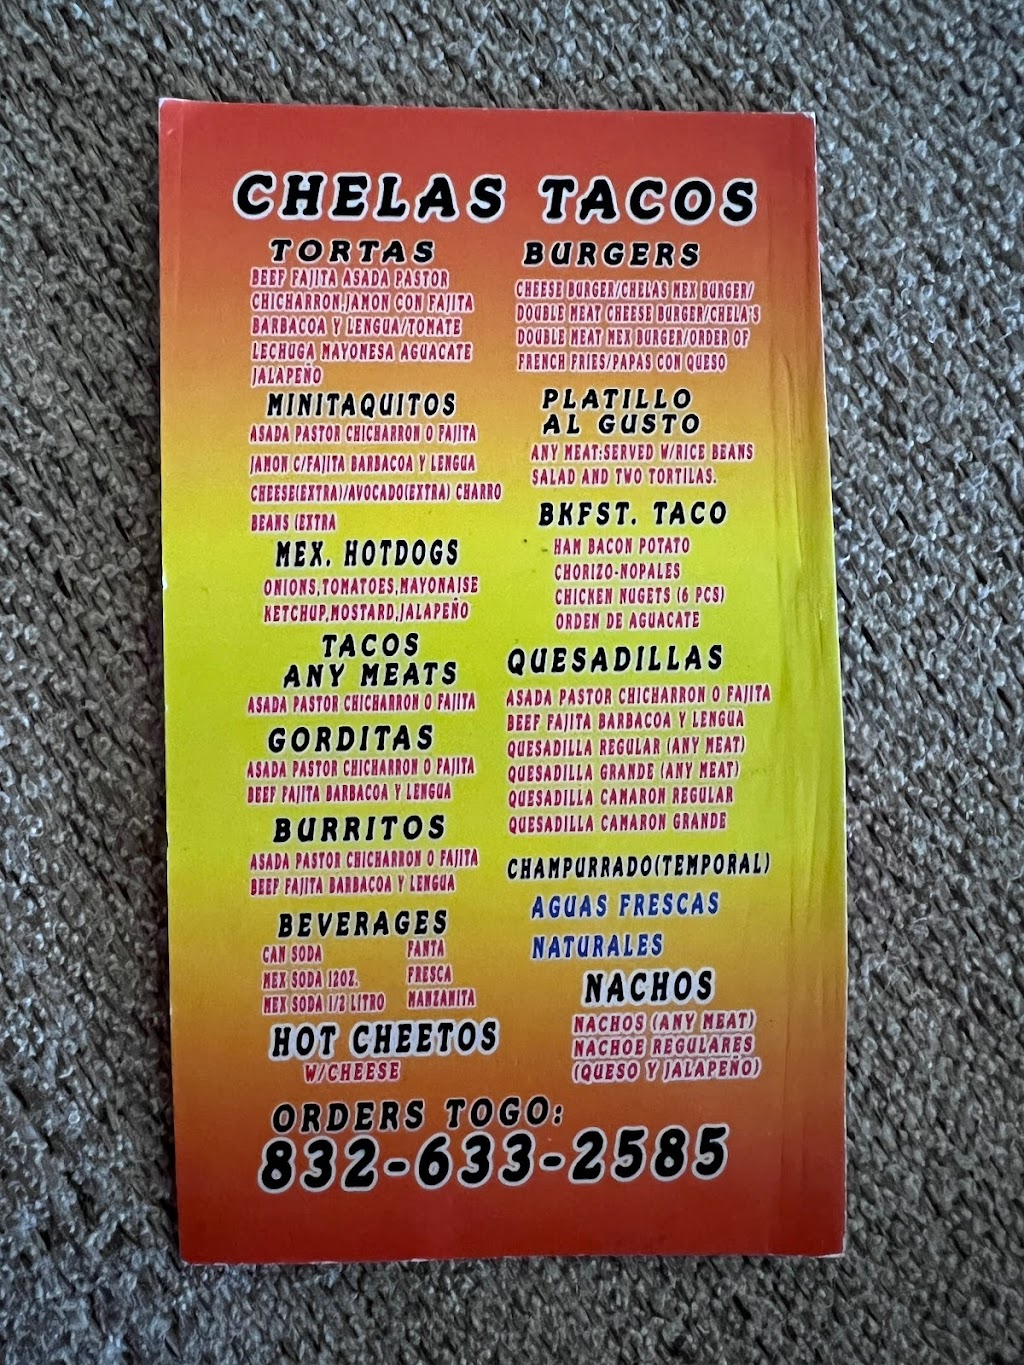 CHELAS TACOS
TORTAS
BEEF FAJITA ASADA PASTOR
CHICHARRON,JAMON CON FAJITA
BARBACOA Y LENGUA/TOMATE
LECHUGA MAYONESA AGUACATE
JALAPEÑO
MINITAQUITOS
ASADA PASTOR CHICHARRON O FAJITA
JAMON C/FAJITA BARBACOA Y LENGUA
CHEESE(EXTRA)/AVOCADO(EXTRA) CHARRO
BEANS (EXTRA
MEX. HOTDOGS
ONIONS,TOMATOES,MAYONAISE
KETCHUP,MOSTARD,JALAPEÑO
TACOS
ANY MEATS
ASADA PASTOR CHICHARRON O FAJITA
GORDITAS
ASADA PASTOR CHICHARRON O FAJITA
BEEF FAJITA BARBACOA Y LENGUA
BURRITOS
ASADA PASTOR CHICHARRON O FAJITA
BEEF FAJITA BARBACOA Y LENGUA
BEVERAGES
CAN SODA
MEX SODA 12OZ.
MEX SODA 1/2 LITRO
FANTA
FRESCA
MANZANITA
HOT CHEETOS
W/CHEESE
BURGERS
CHEESE BURGER/CHELAS MEX BURGER/
DOUBLE MEAT CHEESE BURGER/CHELA'S
DOUBLE MEAT MEX BURGER/ORDER OF
FRENCH FRIES/PAPAS CON QUESO
PLATILLO
AL GUSTO
ANY MEAT:SERVED W/RICE BEANS
SALAD AND TWO TORTILAS.
BKFST. TACO
HAM BACON POTATO
CHORIZO-NOPALES
CHICKEN NUGETS (6 PCS)
ORDEN DE AGUACATE
QUESADILLAS
ASADA PASTOR CHICHARRON O FAJITA
BEEF FAJITA BARBACOA Y LENGUA
QUESADILLA REGULAR (ANY MEAT)
QUESADILLA GRANDE (ANY MEAT)
QUESADILLA CAMARON REGULAR
QUESADILLA CAMARON GRANDE
CHAMPURRADO(TEMPORAL)
AGUAS FRESCAS
NATURALES
NACHOS
NACHOS (ANY MEAT)
NACHOE REGULARES
(QUESO Y JALAPEÑO)
ORDERS TOGO:
832-633-2585